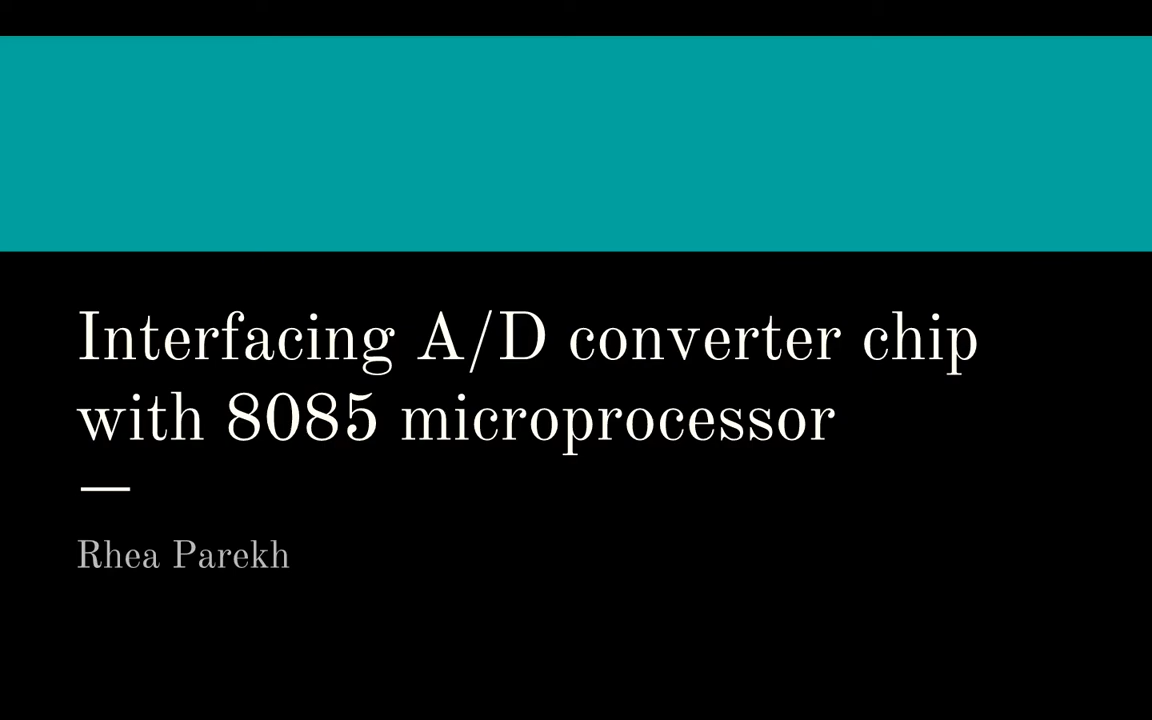 Interfacing A/D converter chip
with 8085 microprocessor
Rhea Parekh